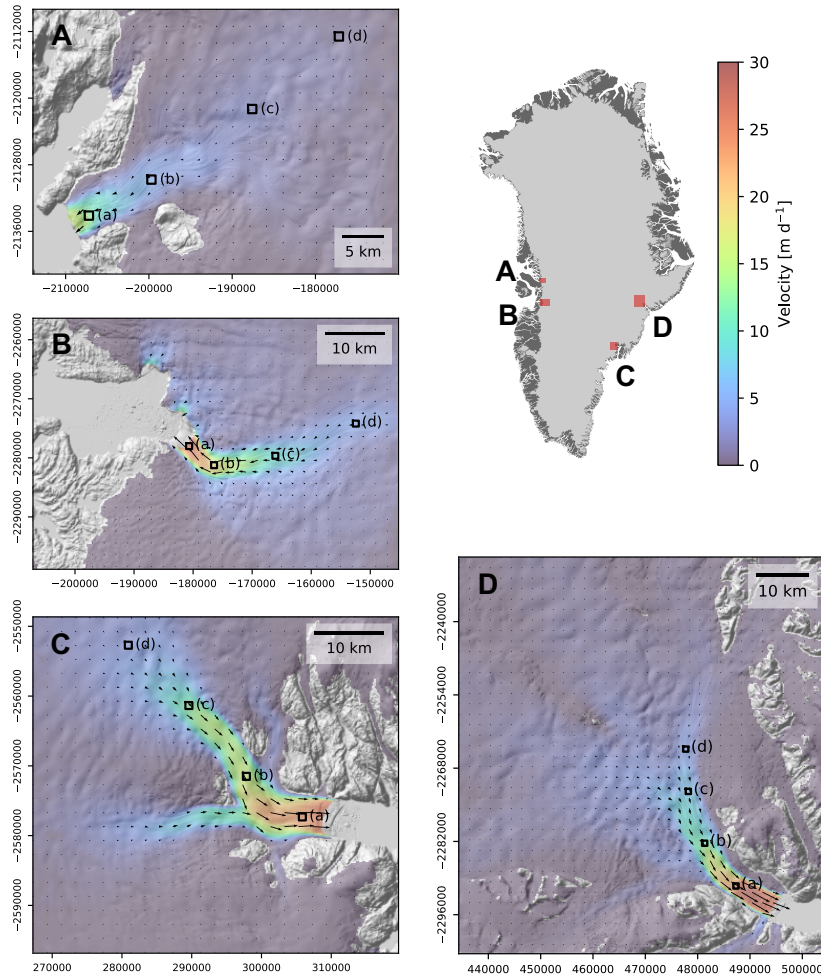 A
(d)
(c)
(b)
(a)
5 km
−2112000
−2120000
−2128000
−2136000
−210000 −200000 −190000 −180000
B
10 km
(d)
(a)
(c)
(b)
−2260000
−2270000
−2280000
−2290000
−200000 −190000 −180000 −170000 −160000 −150000
C
10 km
(d)
(c)
(b)
(a)
−2550000
−2560000
−2570000
−2580000
−2590000
270000 280000 290000 300000 310000
A
B
C
D
30
25
20
15
10
5
0
Velocity [m d⁻¹]
D
10 km
(d)
(c)
(b)
(a)
−2240000
−2254000
−2268000
−2282000
−2296000
440000 450000 460000 470000 480000 490000